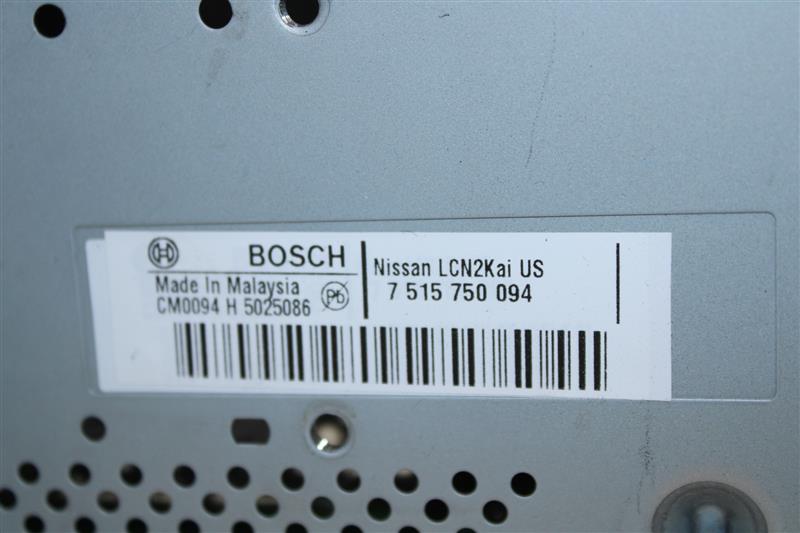 BOSCH
Made In Malaysia
CM0094 H 5025086
Pb
Nissan LCN2Kai US
7 515 750 094